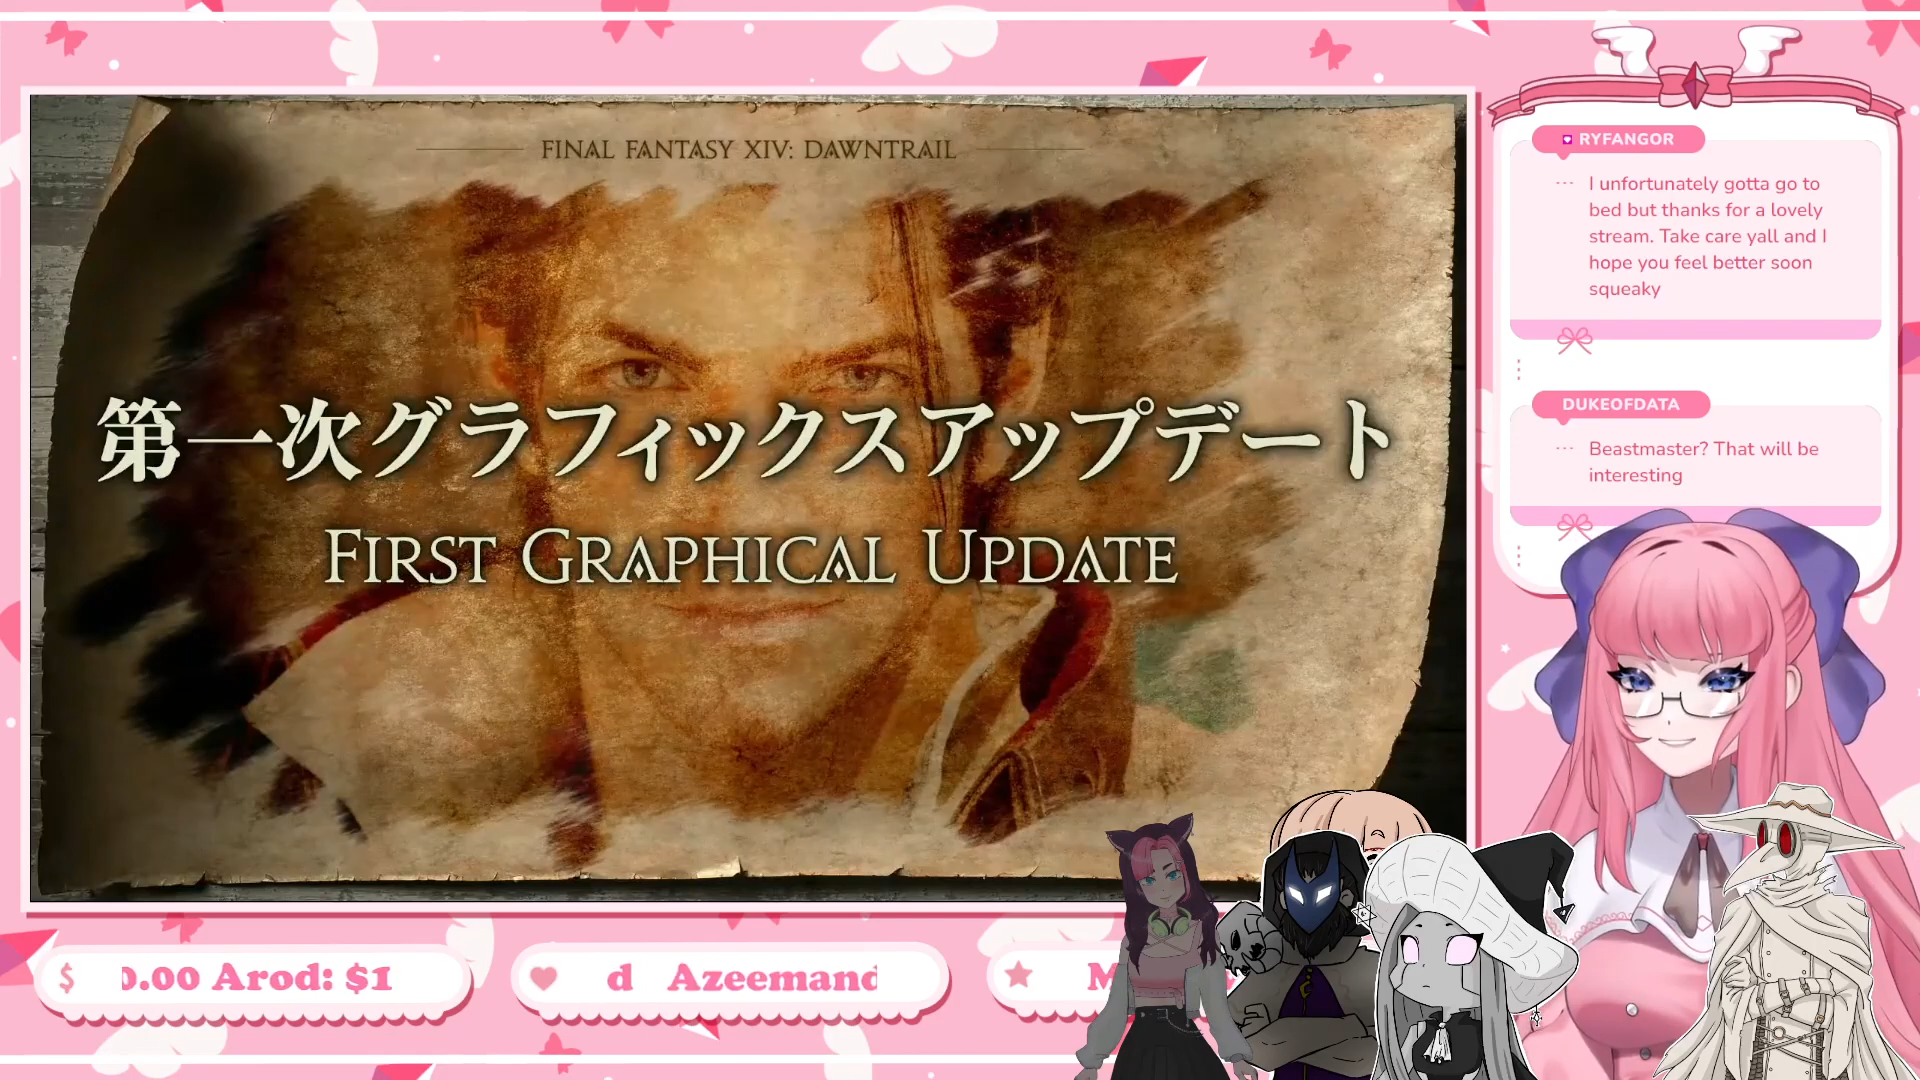 FINAL FANTASY XIV: DAWNTRAIL
第一次グラフィックスアップデート
FIRST GRAPHICAL UPDATE
RYFANGOR
I unfortunately gotta go to
bed but thanks for a lovely
stream. Take care yall and I
hope you feel better soon
squeaky
DUKEOFDATA
Beastmaster? That will be
interesting
$ 0.00 Arod: $1
d Azeemand
M